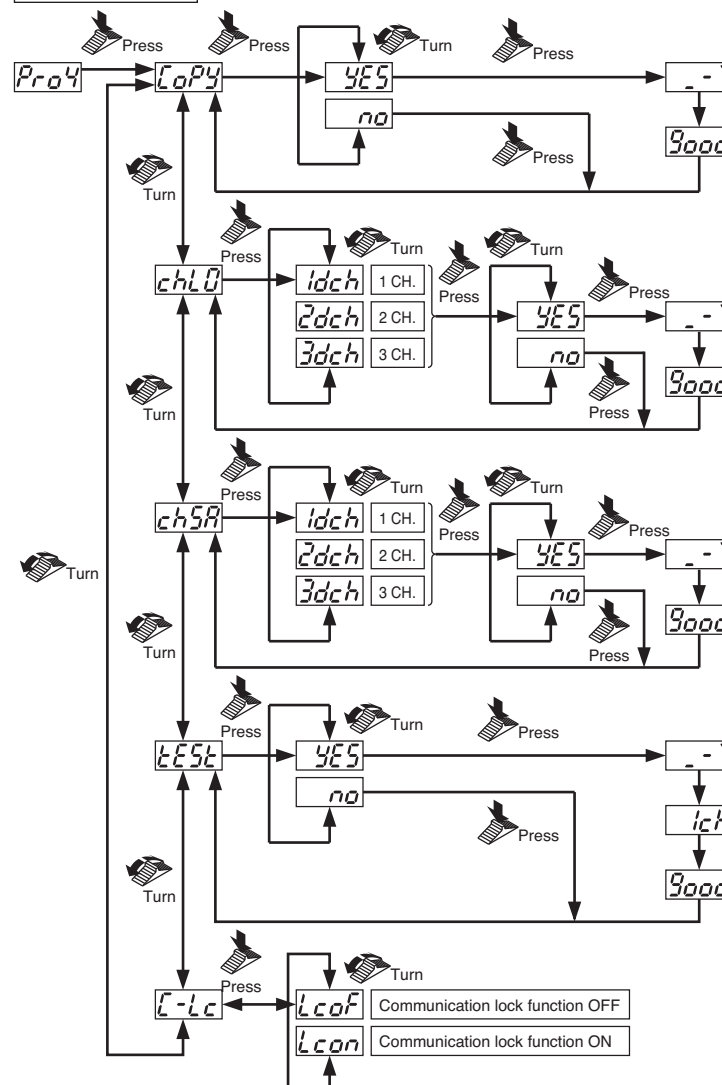 Press Press Turn Press
Pro4 CoPY YES _ -
no good
Press
Turn
Press Turn Turn
chLO 1dch 1 CH. Press Press
2dch 2 CH. YES _ -
3dch 3 CH. no good
Turn Press
Press Turn Turn
chSA 1dch 1 CH. Press Press
2dch 2 CH. YES _ -
Turn
3dch 3 CH. no good
Turn Press
Press Turn Press
tESt YES _ -
no 1ch
Press
Turn good
Press Turn
C-Lc LcoF Communication lock function OFF
Lcon Communication lock function ON